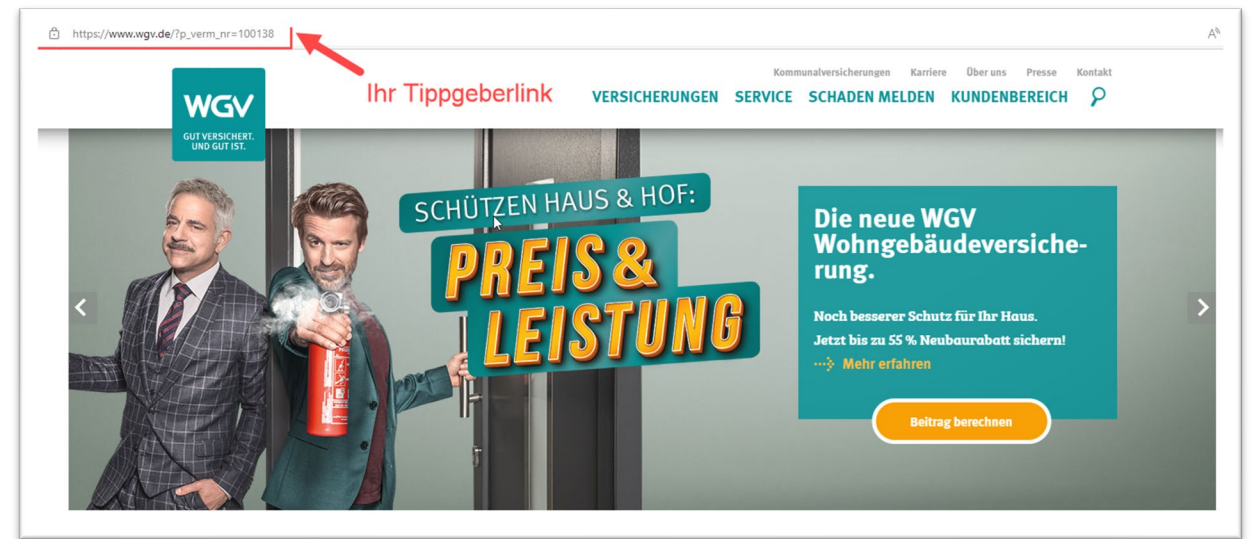 https://www.wgv.de/?p_verm_nr=100138
A
Ihr Tippgeberlink
Kommunalversicherungen Karriere Über uns Presse Kontakt
VERSICHERUNGEN SERVICE SCHADEN MELDEN KUNDENBEREICH
WGV
GUT VERSICHERT.
UND GUT IST.
SCHÜTZEN HAUS & HOF:
PREIS &
LEISTUNG
Die neue WGV
Wohngebäudeversiche-
rung.
Noch besserer Schutz für Ihr Haus.
Jetzt bis zu 55 % Neubaurabatt sichern!
Mehr erfahren
Beitrag berechnen